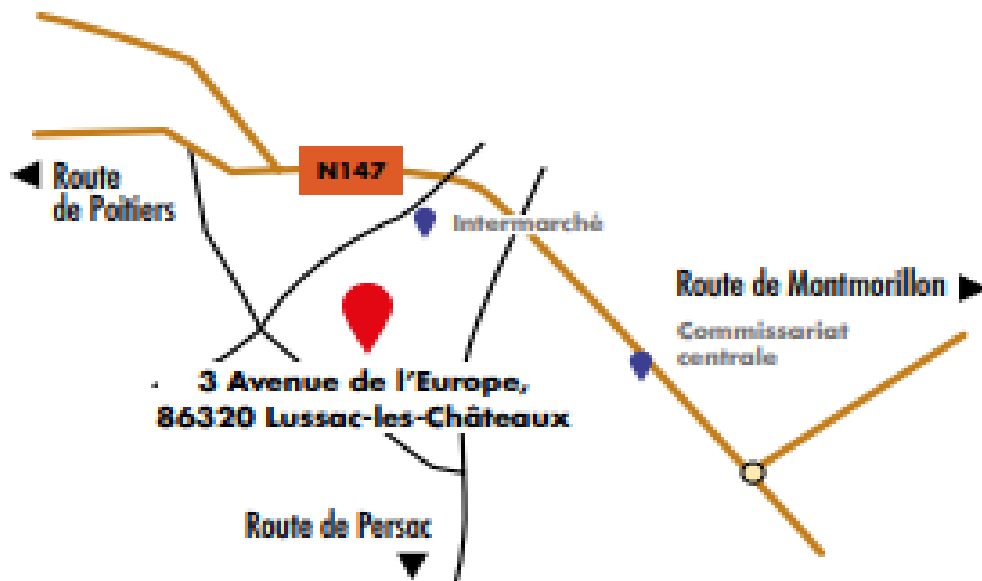 N147
Route
de Poitiers
Intermarché
Route de Montmorillon
Commissariat
centrale
3 Avenue de l'Europe,
86320 Lussac-les-Châteaux
Route de Persac